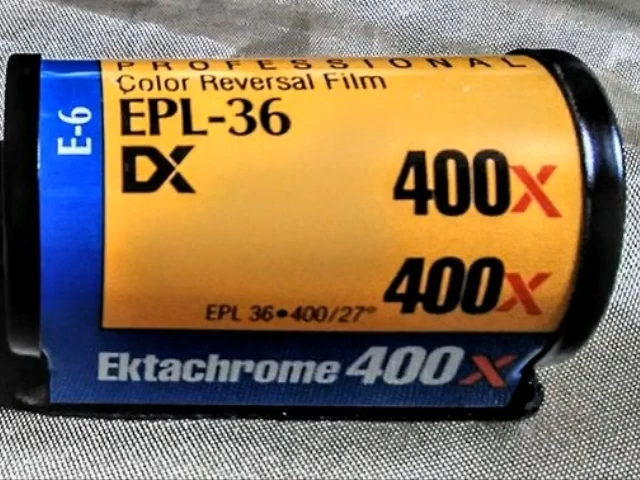 PROFESSIONAL
Color Reversal Film
E-6
EPL-36
DX
400X
400X
EPL 36•400/27°
Ektachrome 400X